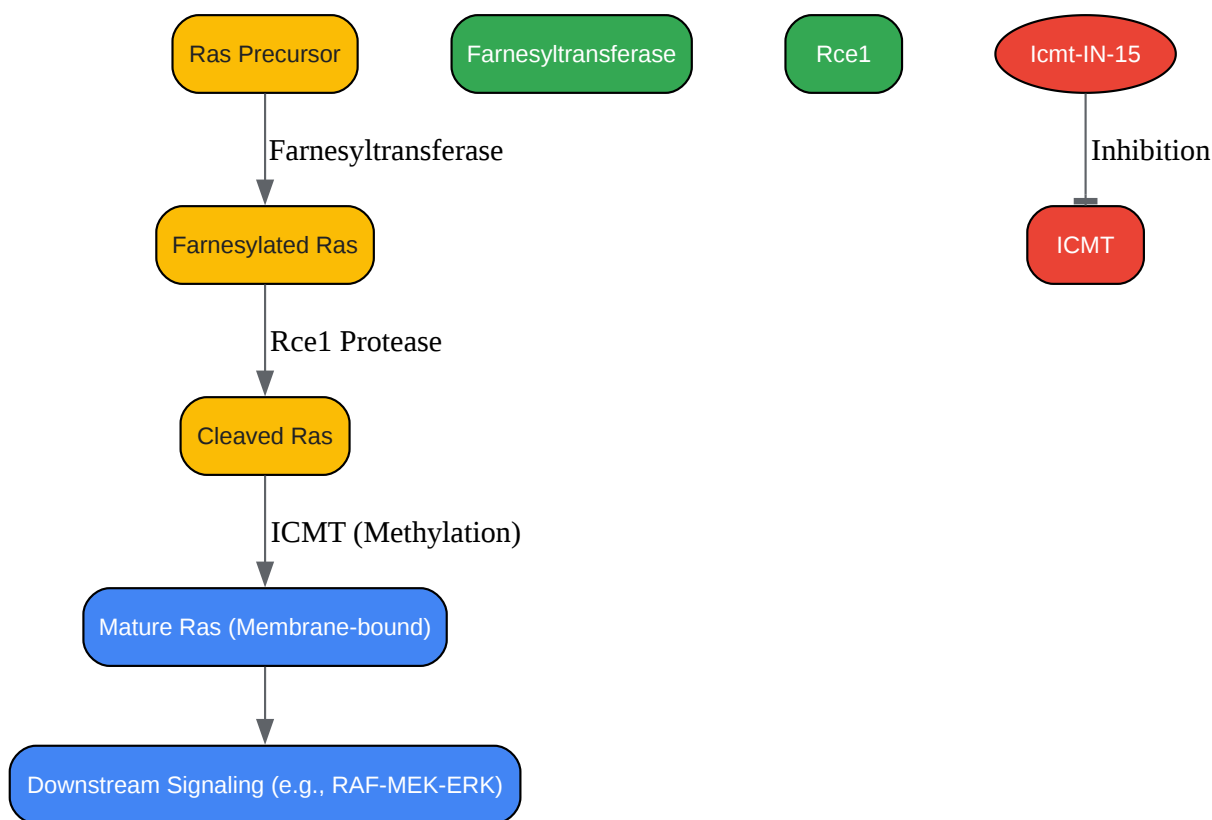 Ras Precursor
Farnesyltransferase
Rce1
Icmt-IN-15
Farnesyltransferase
Inhibition
Farnesylated Ras
ICMT
Rce1 Protease
Cleaved Ras
ICMT (Methylation)
Mature Ras (Membrane-bound)
Downstream Signaling (e.g., RAF-MEK-ERK)